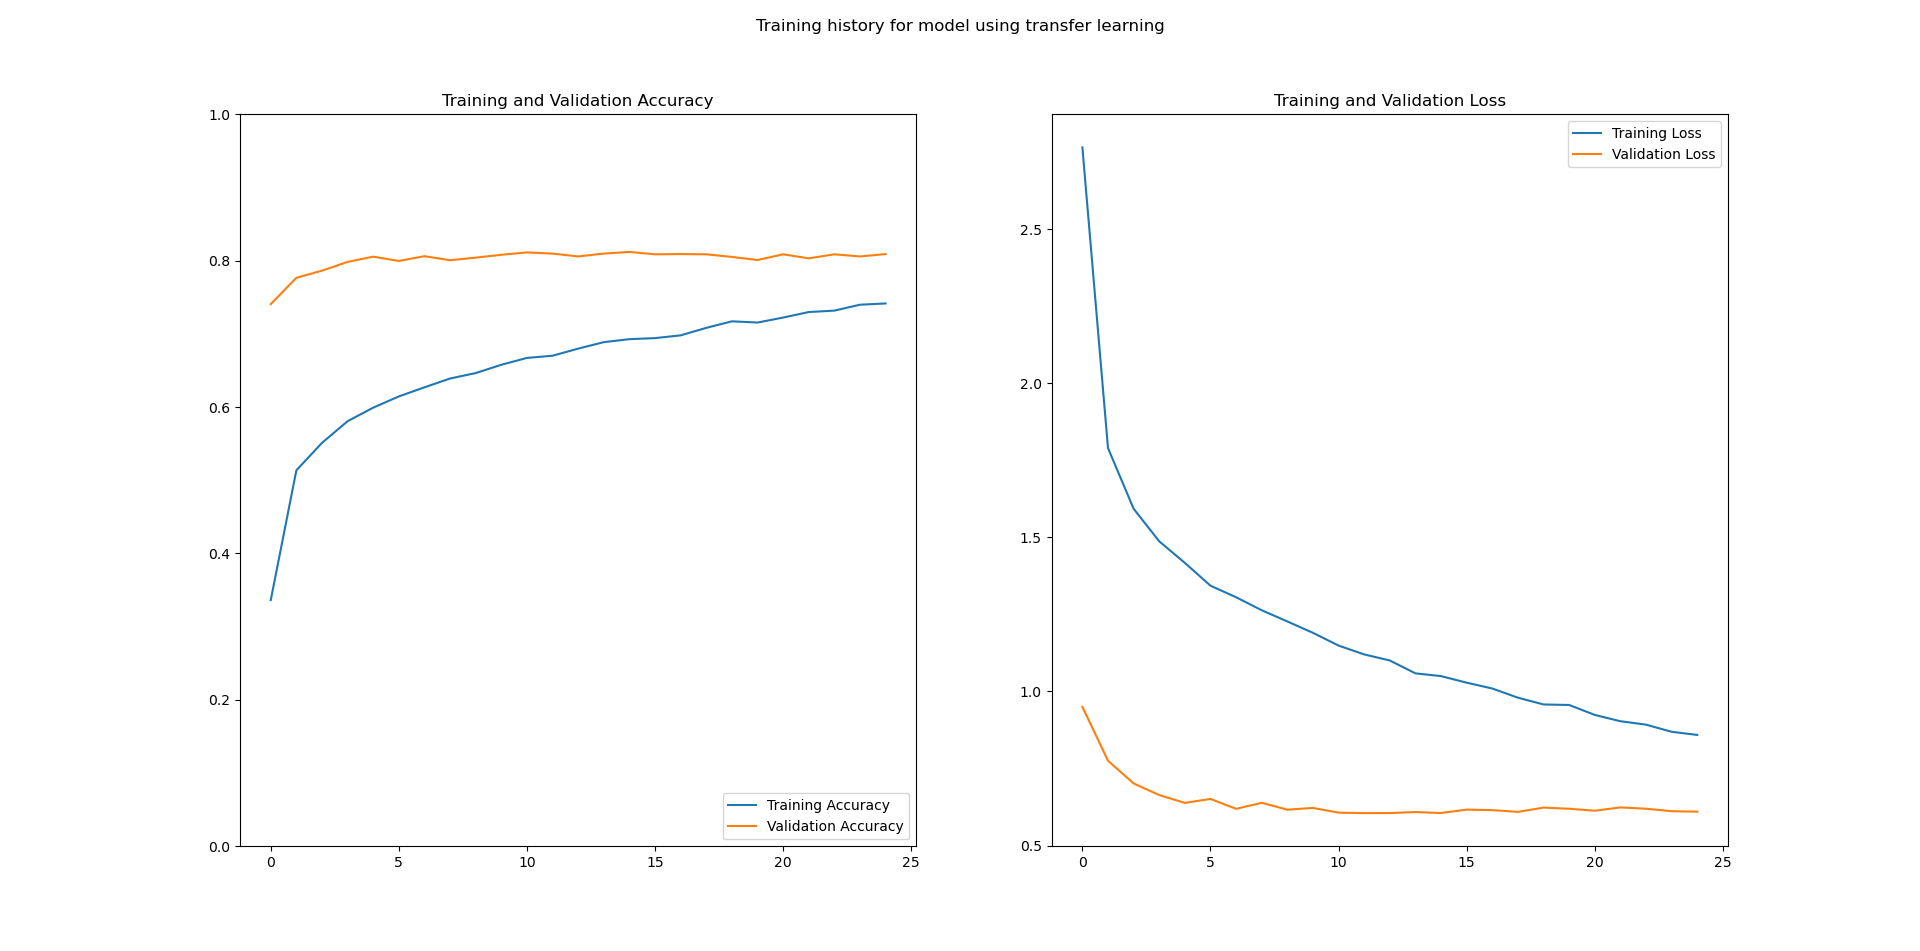 Training history for model using transfer learning
Training and Validation Accuracy
1.0
0.8
0.6
0.4
0.2
0.0
0 5 10 15 20 25
Training Accuracy
Validation Accuracy
Training and Validation Loss
2.5
2.0
1.5
1.0
0.5
0 5 10 15 20 25
Training Loss
Validation Loss